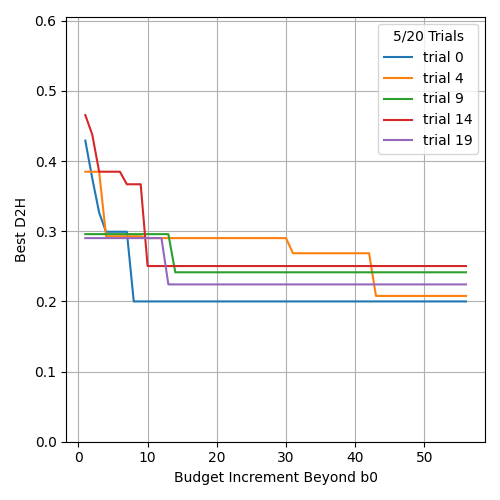 0.6
0.5
0.4
0.3
0.2
0.1
0.0
Best D2H
5/20 Trials
trial 0
trial 4
trial 9
trial 14
trial 19
0 10 20 30 40 50
Budget Increment Beyond b0